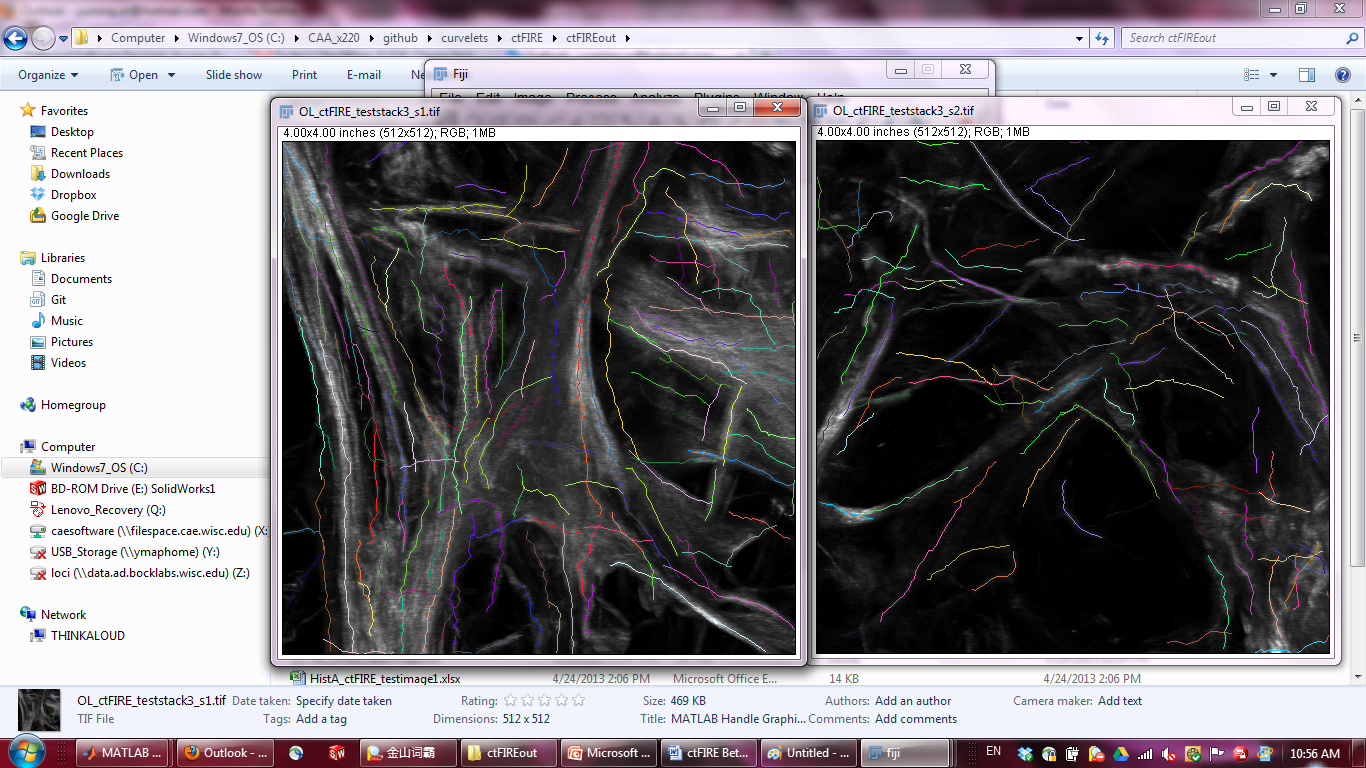 Computer ▸ Windows7_OS (C:) ▸ CAA_x220 ▸ github ▸ curvelets ▸ ctFIRE ▸ ctFIREout ▸
Search ctFIREout
Organize Open Slide show Print E-mail
Fiji
Favorites
Desktop
Recent Places
Downloads
Dropbox
Google Drive
Libraries
Documents
Git
Music
Pictures
Videos
Homegroup
Computer
Windows7_OS (C:)
BD-ROM Drive (E:) SolidWorks1
Lenovo_Recovery (Q:)
caesoftware (\\filespace.cae.wisc.edu) (X:
USB_Storage (\\ymaphome) (Y:)
loci (\\data.ad.bocklabs.wisc.edu) (Z:)
Network
THINKALOUD
OL_ctFIRE_teststack3_s1.tif
4.00x4.00 inches (512x512); RGB; 1MB
OL_ctFIRE_teststack3_s2.tif
4.00x4.00 inches (512x512); RGB; 1MB
HistA_ctFIRE_testimage1.xlsx 4/24/2013 2:06 PM Microsoft Office E... 14 KB 4/24/2013 2:06 PM
OL_ctFIRE_teststack3_s1.tif Date taken: Specify date taken Rating: Size: 469 KB Authors: Add an author Camera maker: Add text
TIF File Tags: Add a tag Dimensions: 512 x 512 Title: MATLAB Handle Graphi... Comments: Add comments
MATLAB ... Outlook - ... 金山词霸 ctFIREout Microsoft ... ctFIRE Bet... Untitled - ... fiji EN 10:56 AM